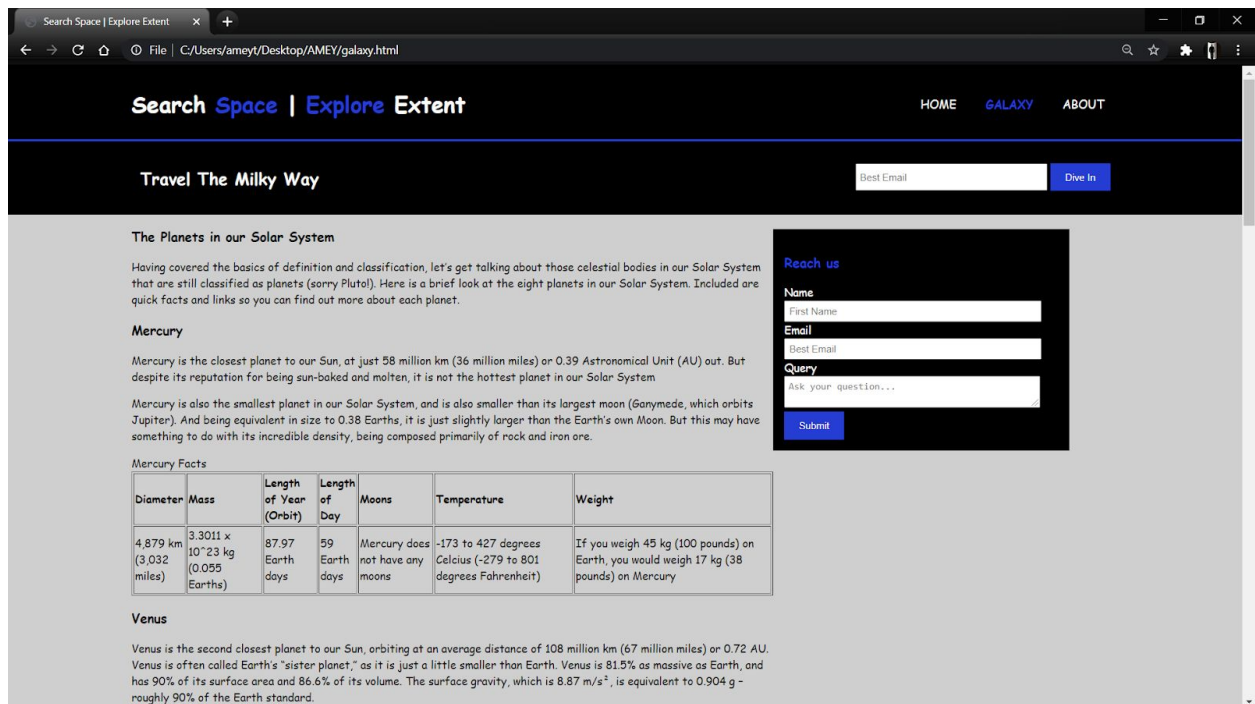 Search Space | Explore Extent
File | C:/Users/ameyt/Desktop/AMEY/galaxy.html
Search Space | Explore Extent
HOME GALAXY ABOUT
Travel The Milky Way
Best Email
Dive In
The Planets in our Solar System
Having covered the basics of definition and classification, let's get talking about those celestial bodies in our Solar System
that are still classified as planets (sorry Pluto!). Here is a brief look at the eight planets in our Solar System. Included are
quick facts and links so you can find out more about each planet.
Mercury
Mercury is the closest planet to our Sun, at just 58 million km (36 million miles) or 0.39 Astronomical Unit (AU) out. But
despite its reputation for being sun-baked and molten, it is not the hottest planet in our Solar System
Mercury is also the smallest planet in our Solar System, and is also smaller than its largest moon (Ganymede, which orbits
Jupiter). And being equivalent in size to 0.38 Earths, it is just slightly larger than the Earth's own Moon. But this may have
something to do with its incredible density, being composed primarily of rock and iron ore.
Mercury Facts
Diameter
Mass
Length
of Year
(Orbit)
Length
of
Day
Moons
Temperature
Weight
4,879 km
(3,032
miles)
3.3011 x
10^23 kg
(0.055
Earths)
87.97
Earth
days
59
Earth
days
Mercury does
not have any
moons
-173 to 427 degrees
Celcius (-279 to 801
degrees Fahrenheit)
If you weigh 45 kg (100 pounds) on
Earth, you would weigh 17 kg (38
pounds) on Mercury
Venus
Venus is the second closest planet to our Sun, orbiting at an average distance of 108 million km (67 million miles) or 0.72 AU.
Venus is often called Earth's "sister planet," as it is just a little smaller than Earth. Venus is 81.5% as massive as Earth, and
has 90% of its surface area and 86.6% of its volume. The surface gravity, which is 8.87 m/s², is equivalent to 0.904 g –
roughly 90% of the Earth standard.
Reach us
Name
First Name
Email
Best Email
Query
Ask your question...
Submit